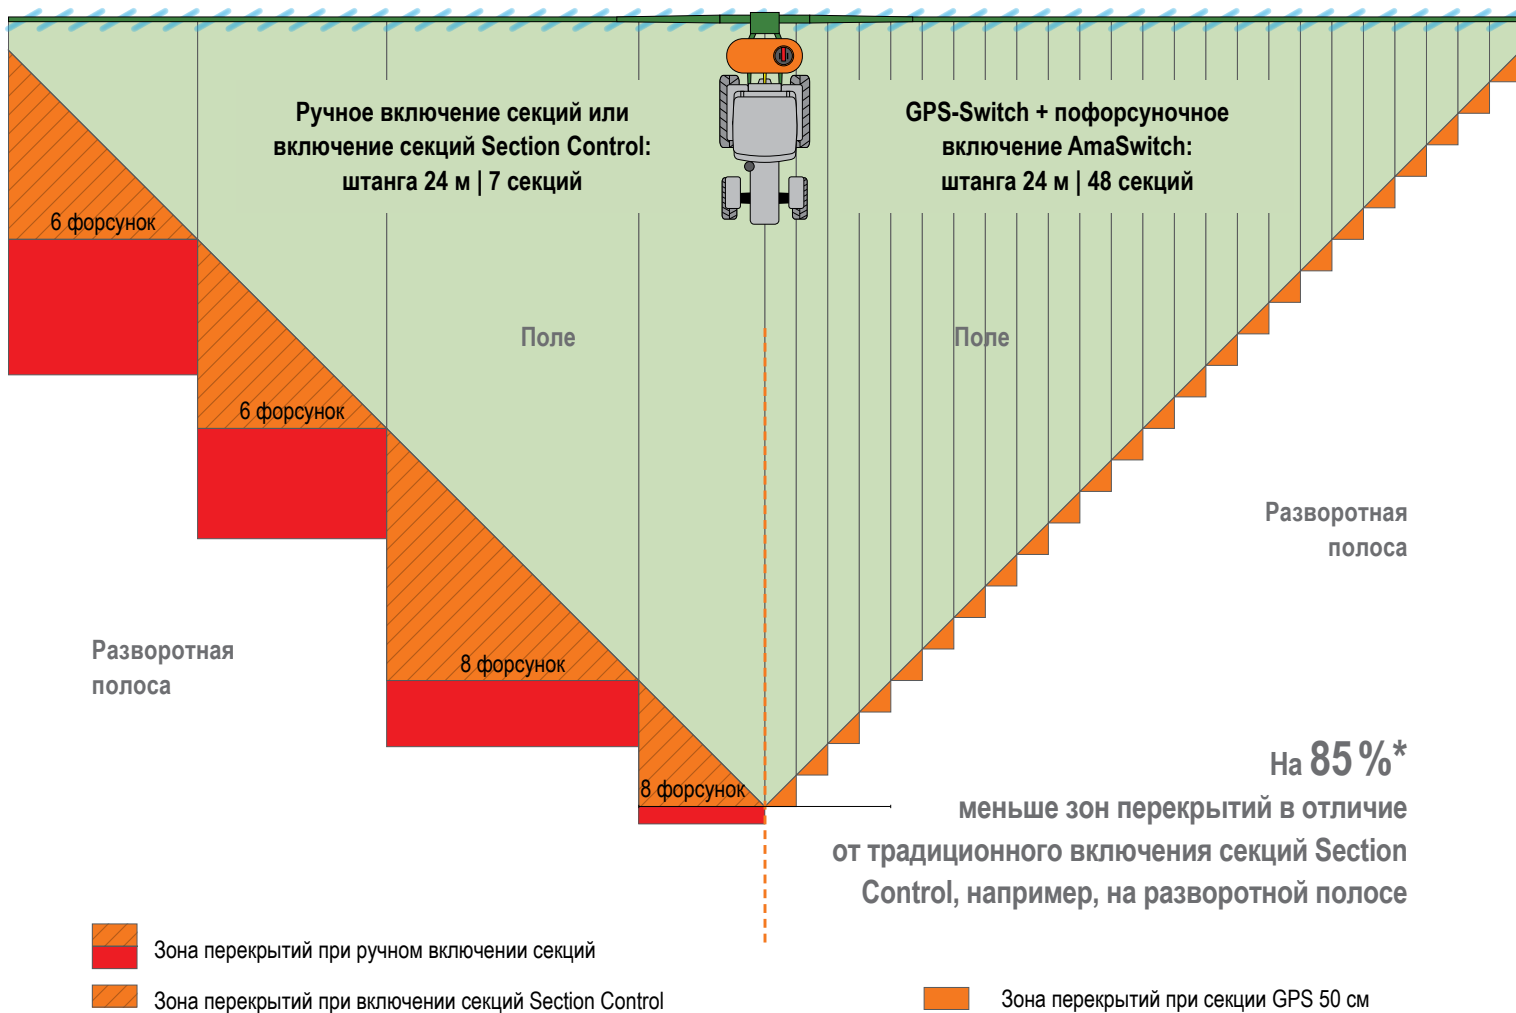 Ручное включение секций или
включение секций Section Control:
штанга 24 м | 7 секций
GPS-Switch + пофорсуночное
включение AmaSwitch:
штанга 24 м | 48 секций
6 форсунок
Поле
Поле
6 форсунок
Разворотная
полоса
Разворотная
полоса
8 форсунок
8 форсунок
На 85 %*
меньше зон перекрытий в отличие
от традиционного включения секций Section
Control, например, на разворотной полосе
Зона перекрытий при ручном включении секций
Зона перекрытий при включении секций Section Control
Зона перекрытий при секции GPS 50 см